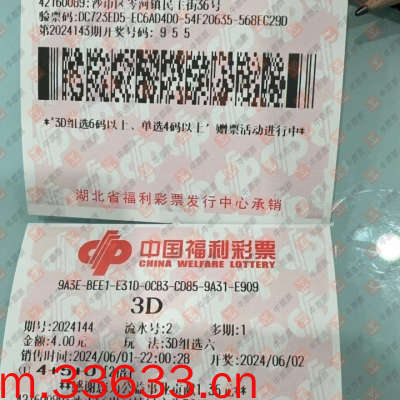 42160089:沙市区岑河镇民主街36号
验票码:DC723ED5-EC6AD4D0-54F20635-568EC29D
第2024143期开奖号码: 9 5 5
*"3D组选6码以上、单选4码以上"赠票活动进行中*
湖北省福利彩票发行中心承销
中国福利彩票
CHINA WELFARE LOTTERY
9A3E-BEE1-E31D-0CB3-CD85-9A31-E909
3D
期号:2024144 流水号:2 多期:1
金额:4.00元 玩 法:3D组选六
销售时间:2024/06/01-22:00:28 开奖:2024/06/02
m.33633.cn